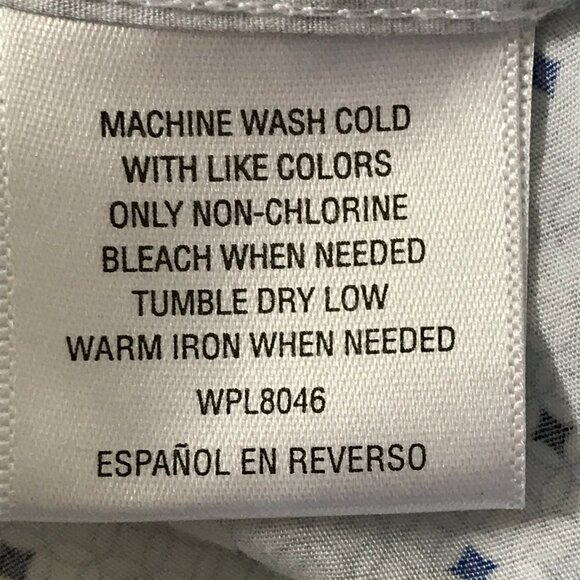 MACHINE WASH COLD
WITH LIKE COLORS
ONLY NON-CHLORINE
BLEACH WHEN NEEDED
TUMBLE DRY LOW
WARM IRON WHEN NEEDED
WPL8046
ESPAÑOL EN REVERSO